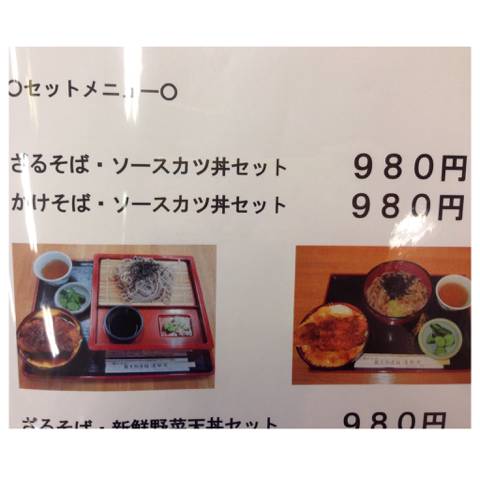 〇セットメニュー〇
ざるそば・ソースカツ丼セット ９８０円
かけそば・ソースカツ丼セット ９８０円
ざるそば・新鮮野菜天丼セット ９８０円